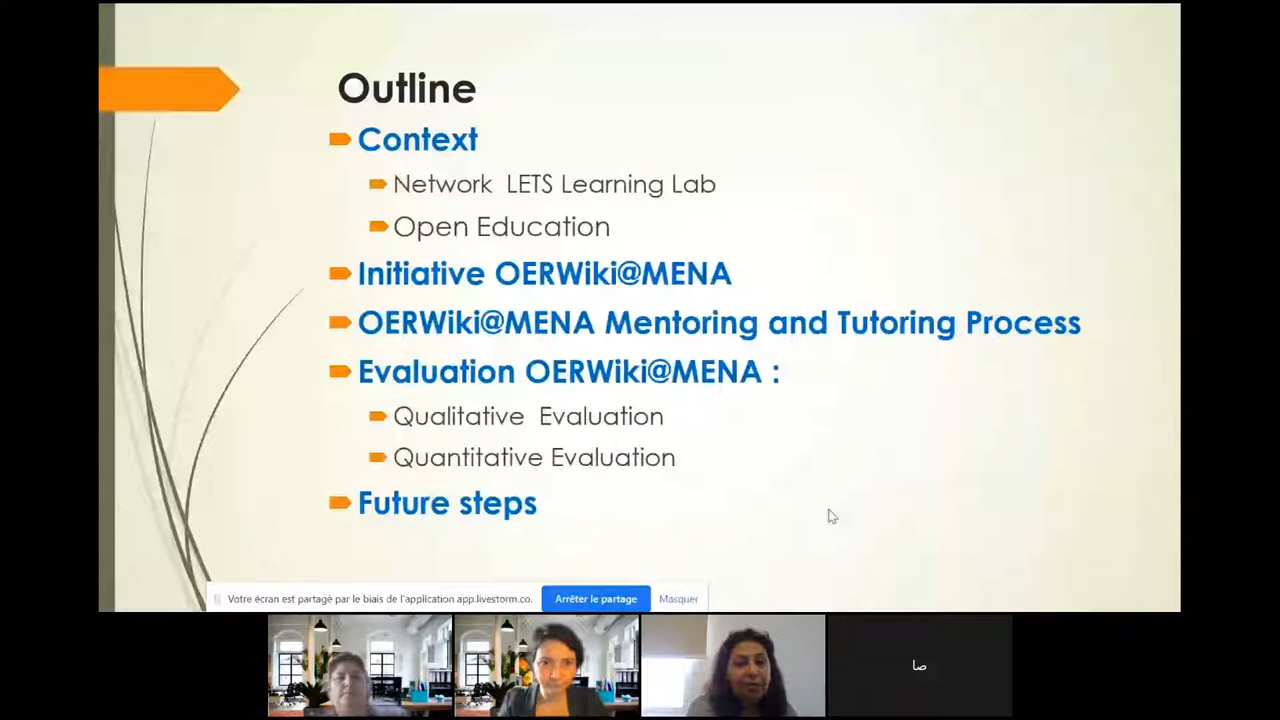 Outline
Context
Network LETS Learning Lab
Open Education
Initiative OERWiki@MENA
OERWiki@MENA Mentoring and Tutoring Process
Evaluation OERWiki@MENA :
Qualitative Evaluation
Quantitative Evaluation
Future steps
Votre écran est partagé par le biais de l'application app.livestorm.co. Arrêter le partage Masquer
صا